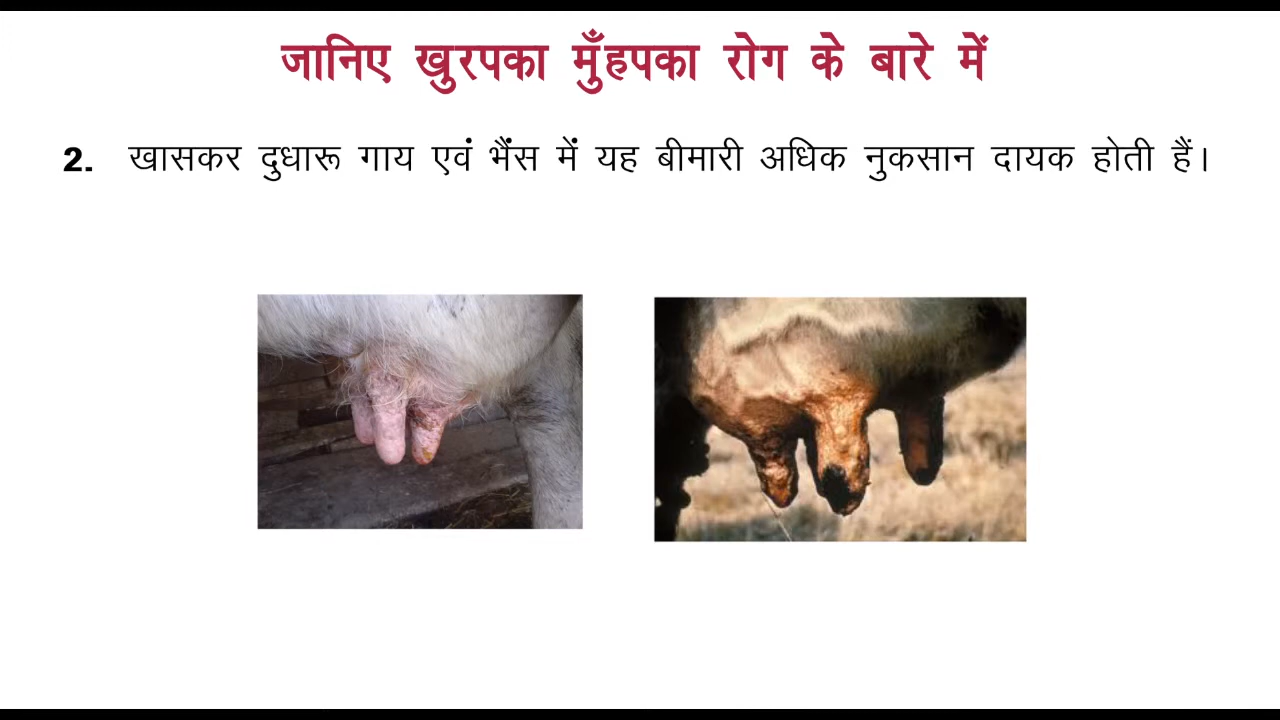 जानिए खुरपका मुँहपका रोग के बारे में
2. खासकर दुधारू गाय एवं भैंस में यह बीमारी अधिक नुकसान दायक होती हैं।